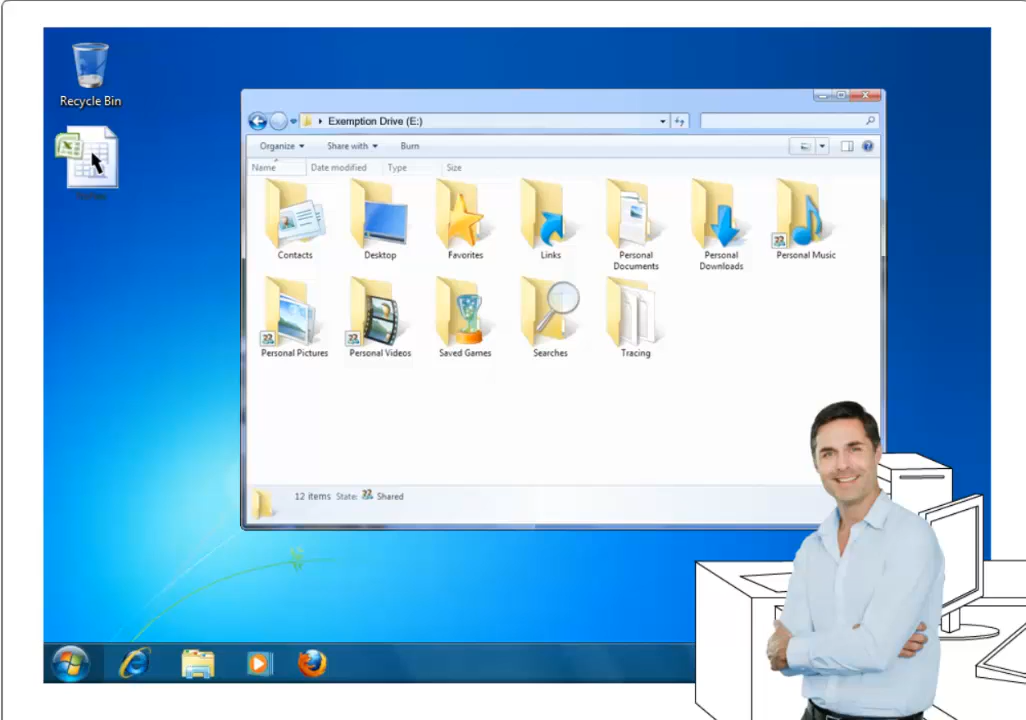 Recycle Bin
Exemption Drive (E:)
Organize
Share with
Burn
Name
Date modified
Type
Size
Contacts
Desktop
Favorites
Links
Personal
Documents
Personal
Downloads
Personal Music
Personal Pictures
Personal Videos
Saved Games
Searches
Tracing
12 items State: Shared